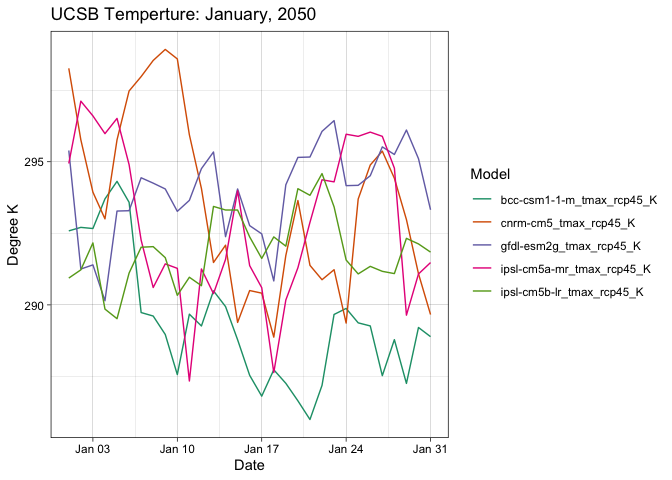 UCSB Temperture: January, 2050
Degree K
295
290
Jan 03 Jan 10 Jan 17 Jan 24 Jan 31
Date
Model
bcc-csm1-1-m_tmax_rcp45_K
cnrm-cm5_tmax_rcp45_K
gfdl-esm2g_tmax_rcp45_K
ipsl-cm5a-mr_tmax_rcp45_K
ipsl-cm5b-lr_tmax_rcp45_K